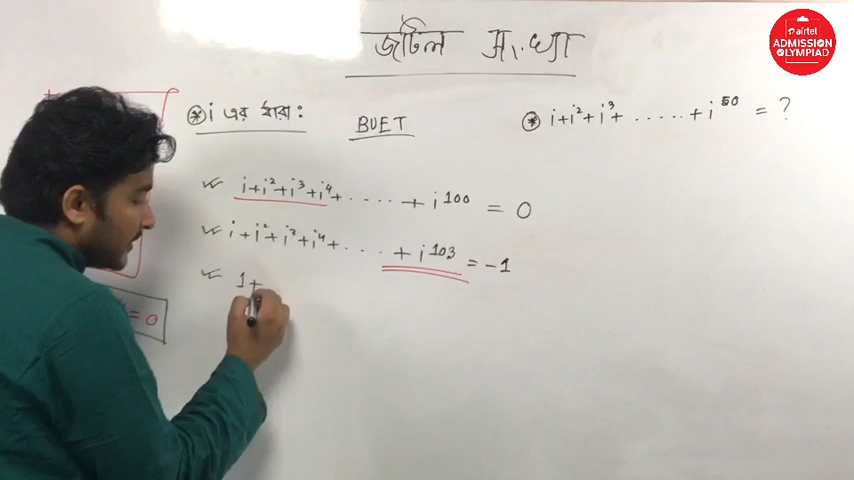 জটিল সংখ্যা
airtel
ADMISSION
OLYMPIAD
⊛ i এর ধারা :
BUET
⊛ i+i²+i³+ ..... +i⁵⁰ = ?
i+i²+i³+i⁴+ ..... + i¹⁰⁰ = 0
i+i²+i³+i⁴+ .... + i¹⁰³ = -1
1+
= 0